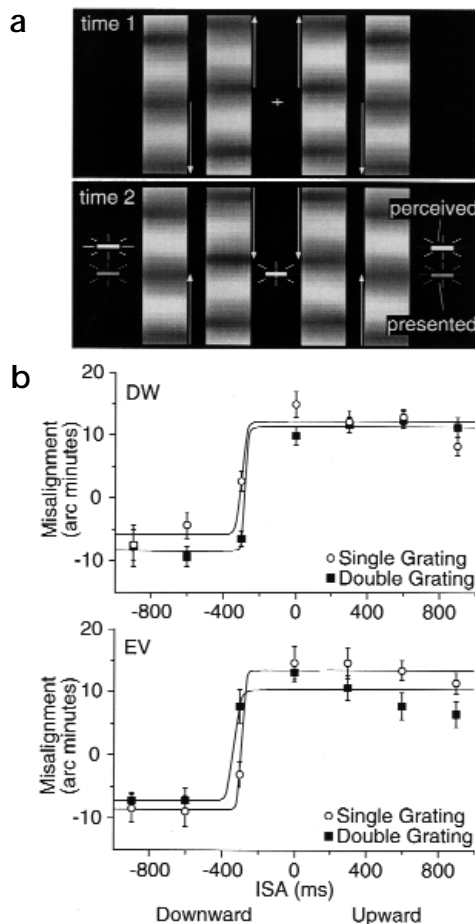 a
time 1
time 2
perceived
presented
b
20
DW
10
0
-10
Misalignment
(arc minutes)
Single Grating
Double Grating
-800 -400 0 400 800
20
EV
10
0
-10
Misalignment
(arc minutes)
Single Grating
Double Grating
-800 -400 0 400 800
ISA (ms)
Downward Upward